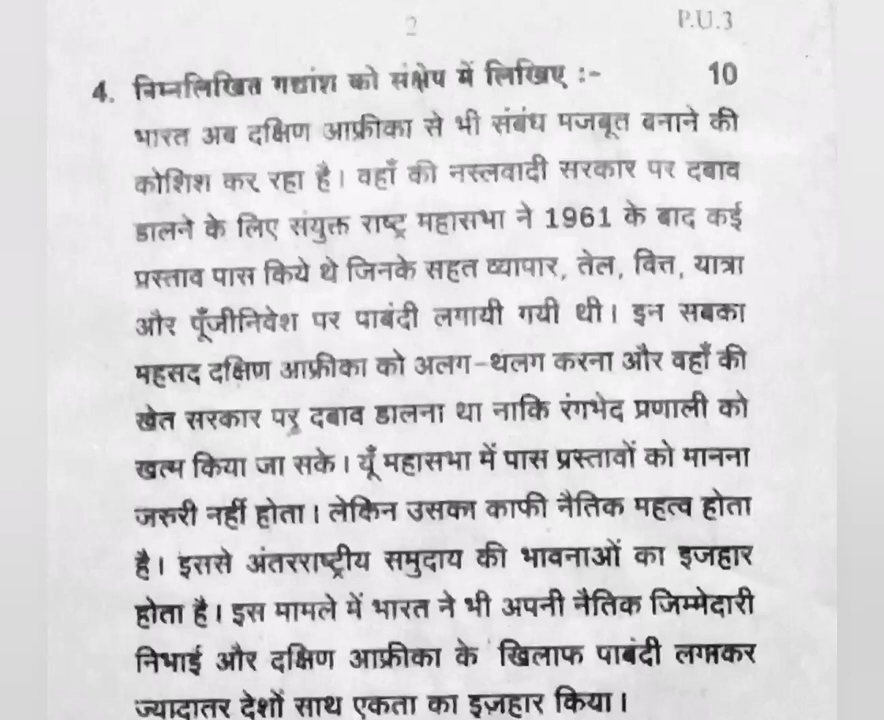 2
P.U.3
4. निम्नलिखित गद्यांश को संक्षेप में लिखिए :- 10
भारत अब दक्षिण आफ्रीका से भी संबंध मजबूत बनाने की
कोशिश कर रहा है। वहाँ की नस्लवादी सरकार पर दबाव
डालने के लिए संयुक्त राष्ट्र महासभा ने 1961 के बाद कई
प्रस्ताव पास किये थे जिनके सहत व्यापार, तेल, वित्त, यात्रा
और पूँजीनिवेश पर पाबंदी लगायी गयी थी। इन सबका
महसद दक्षिण आफ्रीका को अलग-थलग करना और वहाँ की
खेत सरकार पर दबाव डालना था नाकि रंगभेद प्रणाली को
खत्म किया जा सके। यूँ महासभा में पास प्रस्तावों को मानना
जरुरी नहीं होता। लेकिन उसका काफी नैतिक महत्व होता
है। इससे अंतरराष्ट्रीय समुदाय की भावनाओं का इजहार
होता है। इस मामले में भारत ने भी अपनी नैतिक जिम्मेदारी
निभाई और दक्षिण आफ्रीका के खिलाफ पाबंदी लगाकर
ज्यादातर देशों साथ एकता का इज़हार किया।